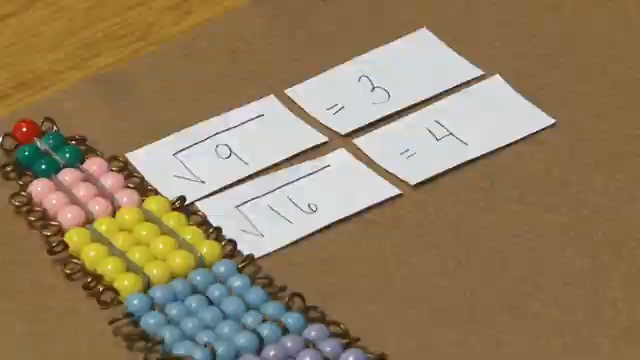 √9 = 3
√16 = 4